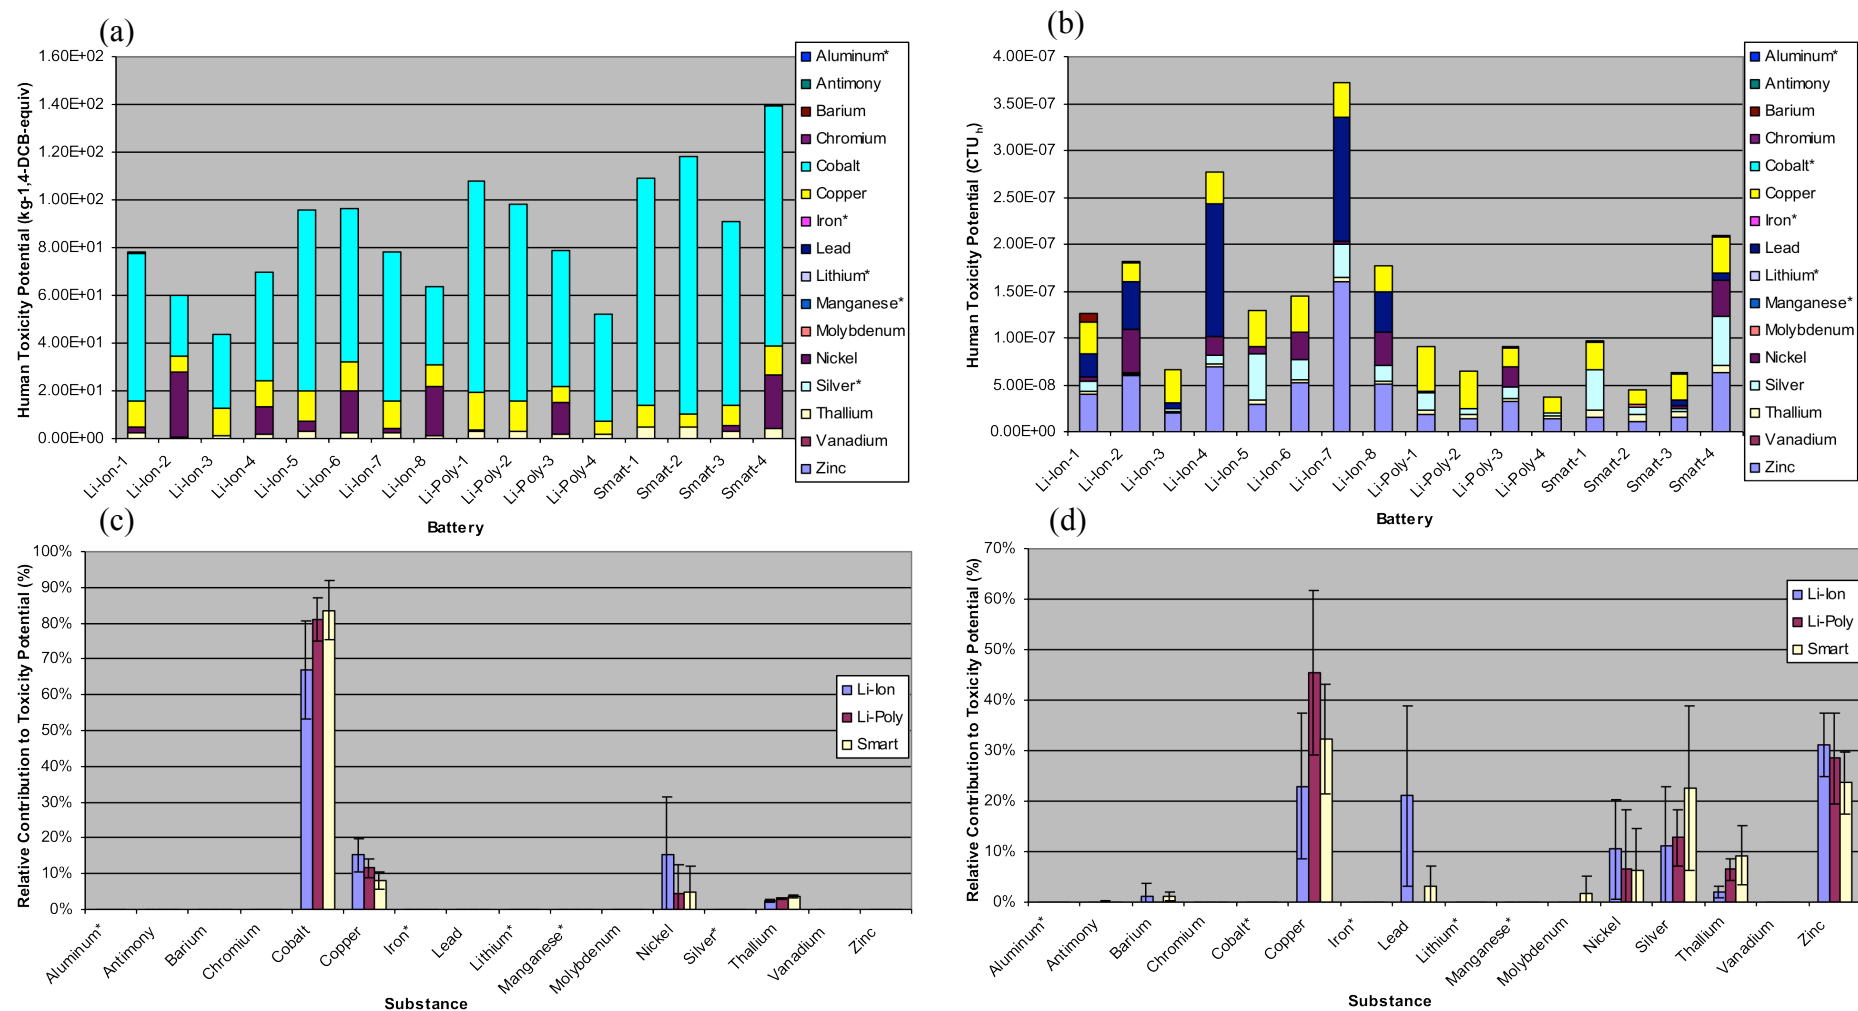 (a)
Human Toxicity Potential (kg-1,4-DCB-equiv)
1.60E+02
1.40E+02
1.20E+02
1.00E+02
8.00E+01
6.00E+01
4.00E+01
2.00E+01
0.00E+00
Li-Ion-1
Li-Ion-2
Li-Ion-3
Li-Ion-4
Li-Ion-5
Li-Ion-6
Li-Ion-7
Li-Ion-8
Li-Poly-1
Li-Poly-2
Li-Poly-3
Li-Poly-4
Smart-1
Smart-2
Smart-3
Smart-4
Battery
Aluminum*
Antimony
Barium
Chromium
Cobalt
Copper
Iron*
Lead
Lithium*
Manganese*
Molybdenum
Nickel
Silver*
Thallium
Vanadium
Zinc
(b)
Human Toxicity Potential (CTUh)
4.00E-07
3.50E-07
3.00E-07
2.50E-07
2.00E-07
1.50E-07
1.00E-07
5.00E-08
0.00E+00
Li-Ion-1
Li-Ion-2
Li-Ion-3
Li-Ion-4
Li-Ion-5
Li-Ion-6
Li-Ion-7
Li-Ion-8
Li-Poly-1
Li-Poly-2
Li-Poly-3
Li-Poly-4
Smart-1
Smart-2
Smart-3
Smart-4
Battery
Aluminum*
Antimony
Barium
Chromium
Cobalt*
Copper
Iron*
Lead
Lithium*
Manganese*
Molybdenum
Nickel
Silver
Thallium
Vanadium
Zinc
(c)
Relative Contribution to Toxicity Potential (%)
100%
90%
80%
70%
60%
50%
40%
30%
20%
10%
0%
Aluminum*
Antimony
Barium
Chromium
Cobalt
Copper
Iron*
Lead
Lithium*
Manganese*
Molybdenum
Nickel
Silver*
Thallium
Vanadium
Zinc
Substance
Li-Ion
Li-Poly
Smart
(d)
Relative Contribution to Toxicity Potential (%)
70%
60%
50%
40%
30%
20%
10%
0%
Aluminum*
Antimony
Barium
Chromium
Cobalt*
Copper
Iron*
Lead
Lithium*
Manganese*
Molybdenum
Nickel
Silver
Thallium
Vanadium
Zinc
Substance
Li-Ion
Li-Poly
Smart